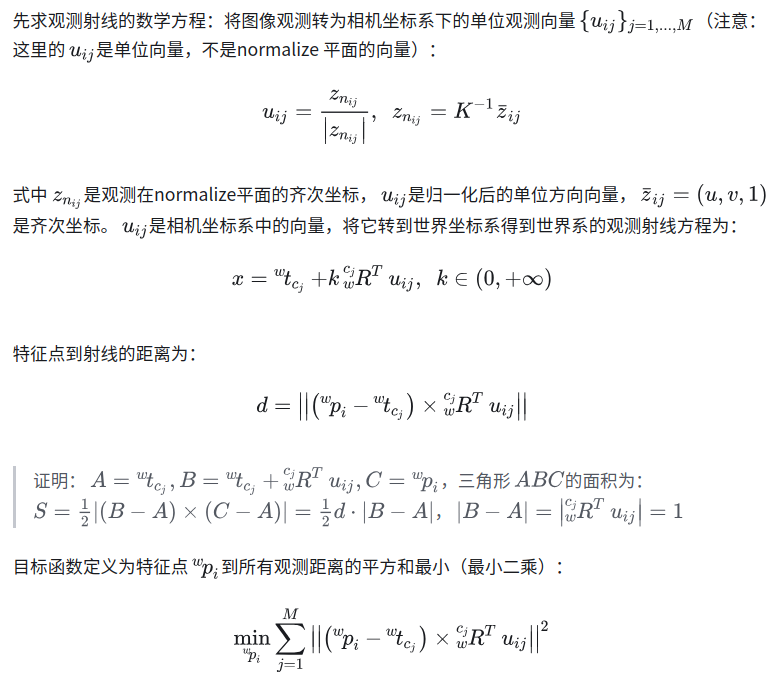 先求观测射线的数学方程：将图像观测转为相机坐标系下的单位观测向量 $\{u_{ij}\}_{j=1,\ldots,M}$（注意：
这里的 $u_{ij}$是单位向量，不是normalize 平面的向量）：
$u_{ij} = \frac{z_{n_{ij}}}{|z_{n_{ij}}|}, \; z_{n_{ij}} = K^{-1} \bar{z}_{ij}$
式中 $z_{n_{ij}}$是观测在normalize平面的齐次坐标， $u_{ij}$是归一化后的单位方向向量， $\bar{z}_{ij} = (u, v, 1)$
是齐次坐标。 $u_{ij}$是相机坐标系中的向量，将它转到世界坐标系得到世界系的观测射线方程为：
$x = {}^{w}t_{c_j} + k \, {}^{c_j}_{w}R^T \, u_{ij}, \; k \in (0, +\infty)$
特征点到射线的距离为：
$d = ||({}^{w}p_i - {}^{w}t_{c_j}) \times {}^{c_j}_{w}R^T \, u_{ij}||$
证明： $A = {}^{w}t_{c_j}, B = {}^{w}t_{c_j} + {}^{c_j}_{w}R^T \, u_{ij}, C = {}^{w}p_i$，三角形 $ABC$的面积为：
$S = \frac{1}{2}|(B - A) \times (C - A)| = \frac{1}{2} d \cdot |B - A|$， $|B - A| = |{}^{c_j}_{w}R^T \, u_{ij}| = 1$
目标函数定义为特征点 ${}^{w}p_i$到所有观测距离的平方和最小（最小二乘）：
$\min_{{}^{w}p_i} \sum_{j=1}^{M} ||({}^{w}p_i - {}^{w}t_{c_j}) \times {}^{c_j}_{w}R^T \, u_{ij}||^2$